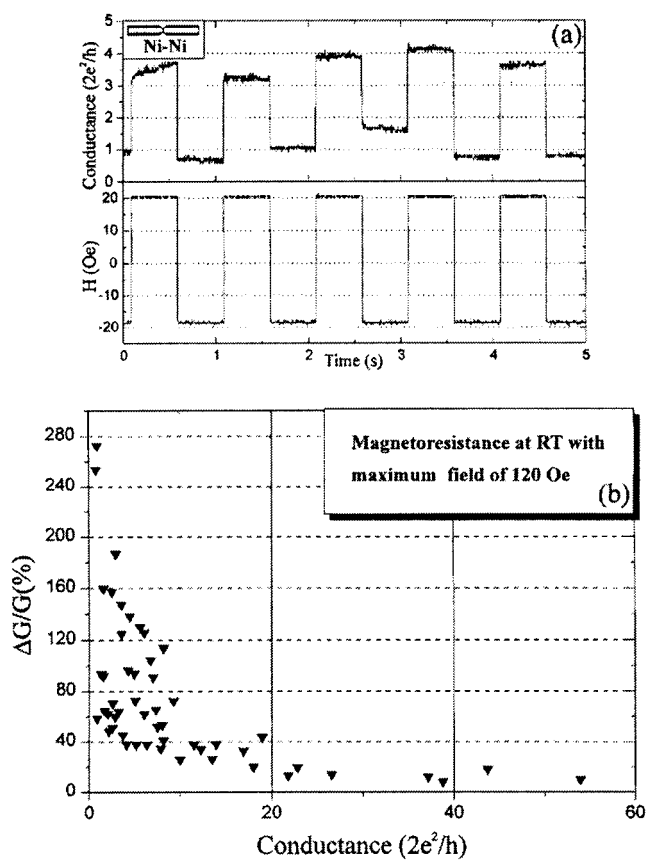 Ni-Ni
(a)
Conductance (2e²/h)
5
4
3
2
1
0
H (Oe)
20
10
0
-10
-20
0
1
2
3
4
5
Time (s)
Magnetoresistance at RT with
maximum field of 120 Oe
(b)
ΔG/G(%)
280
240
200
160
120
80
40
0
0
20
40
60
Conductance (2e²/h)